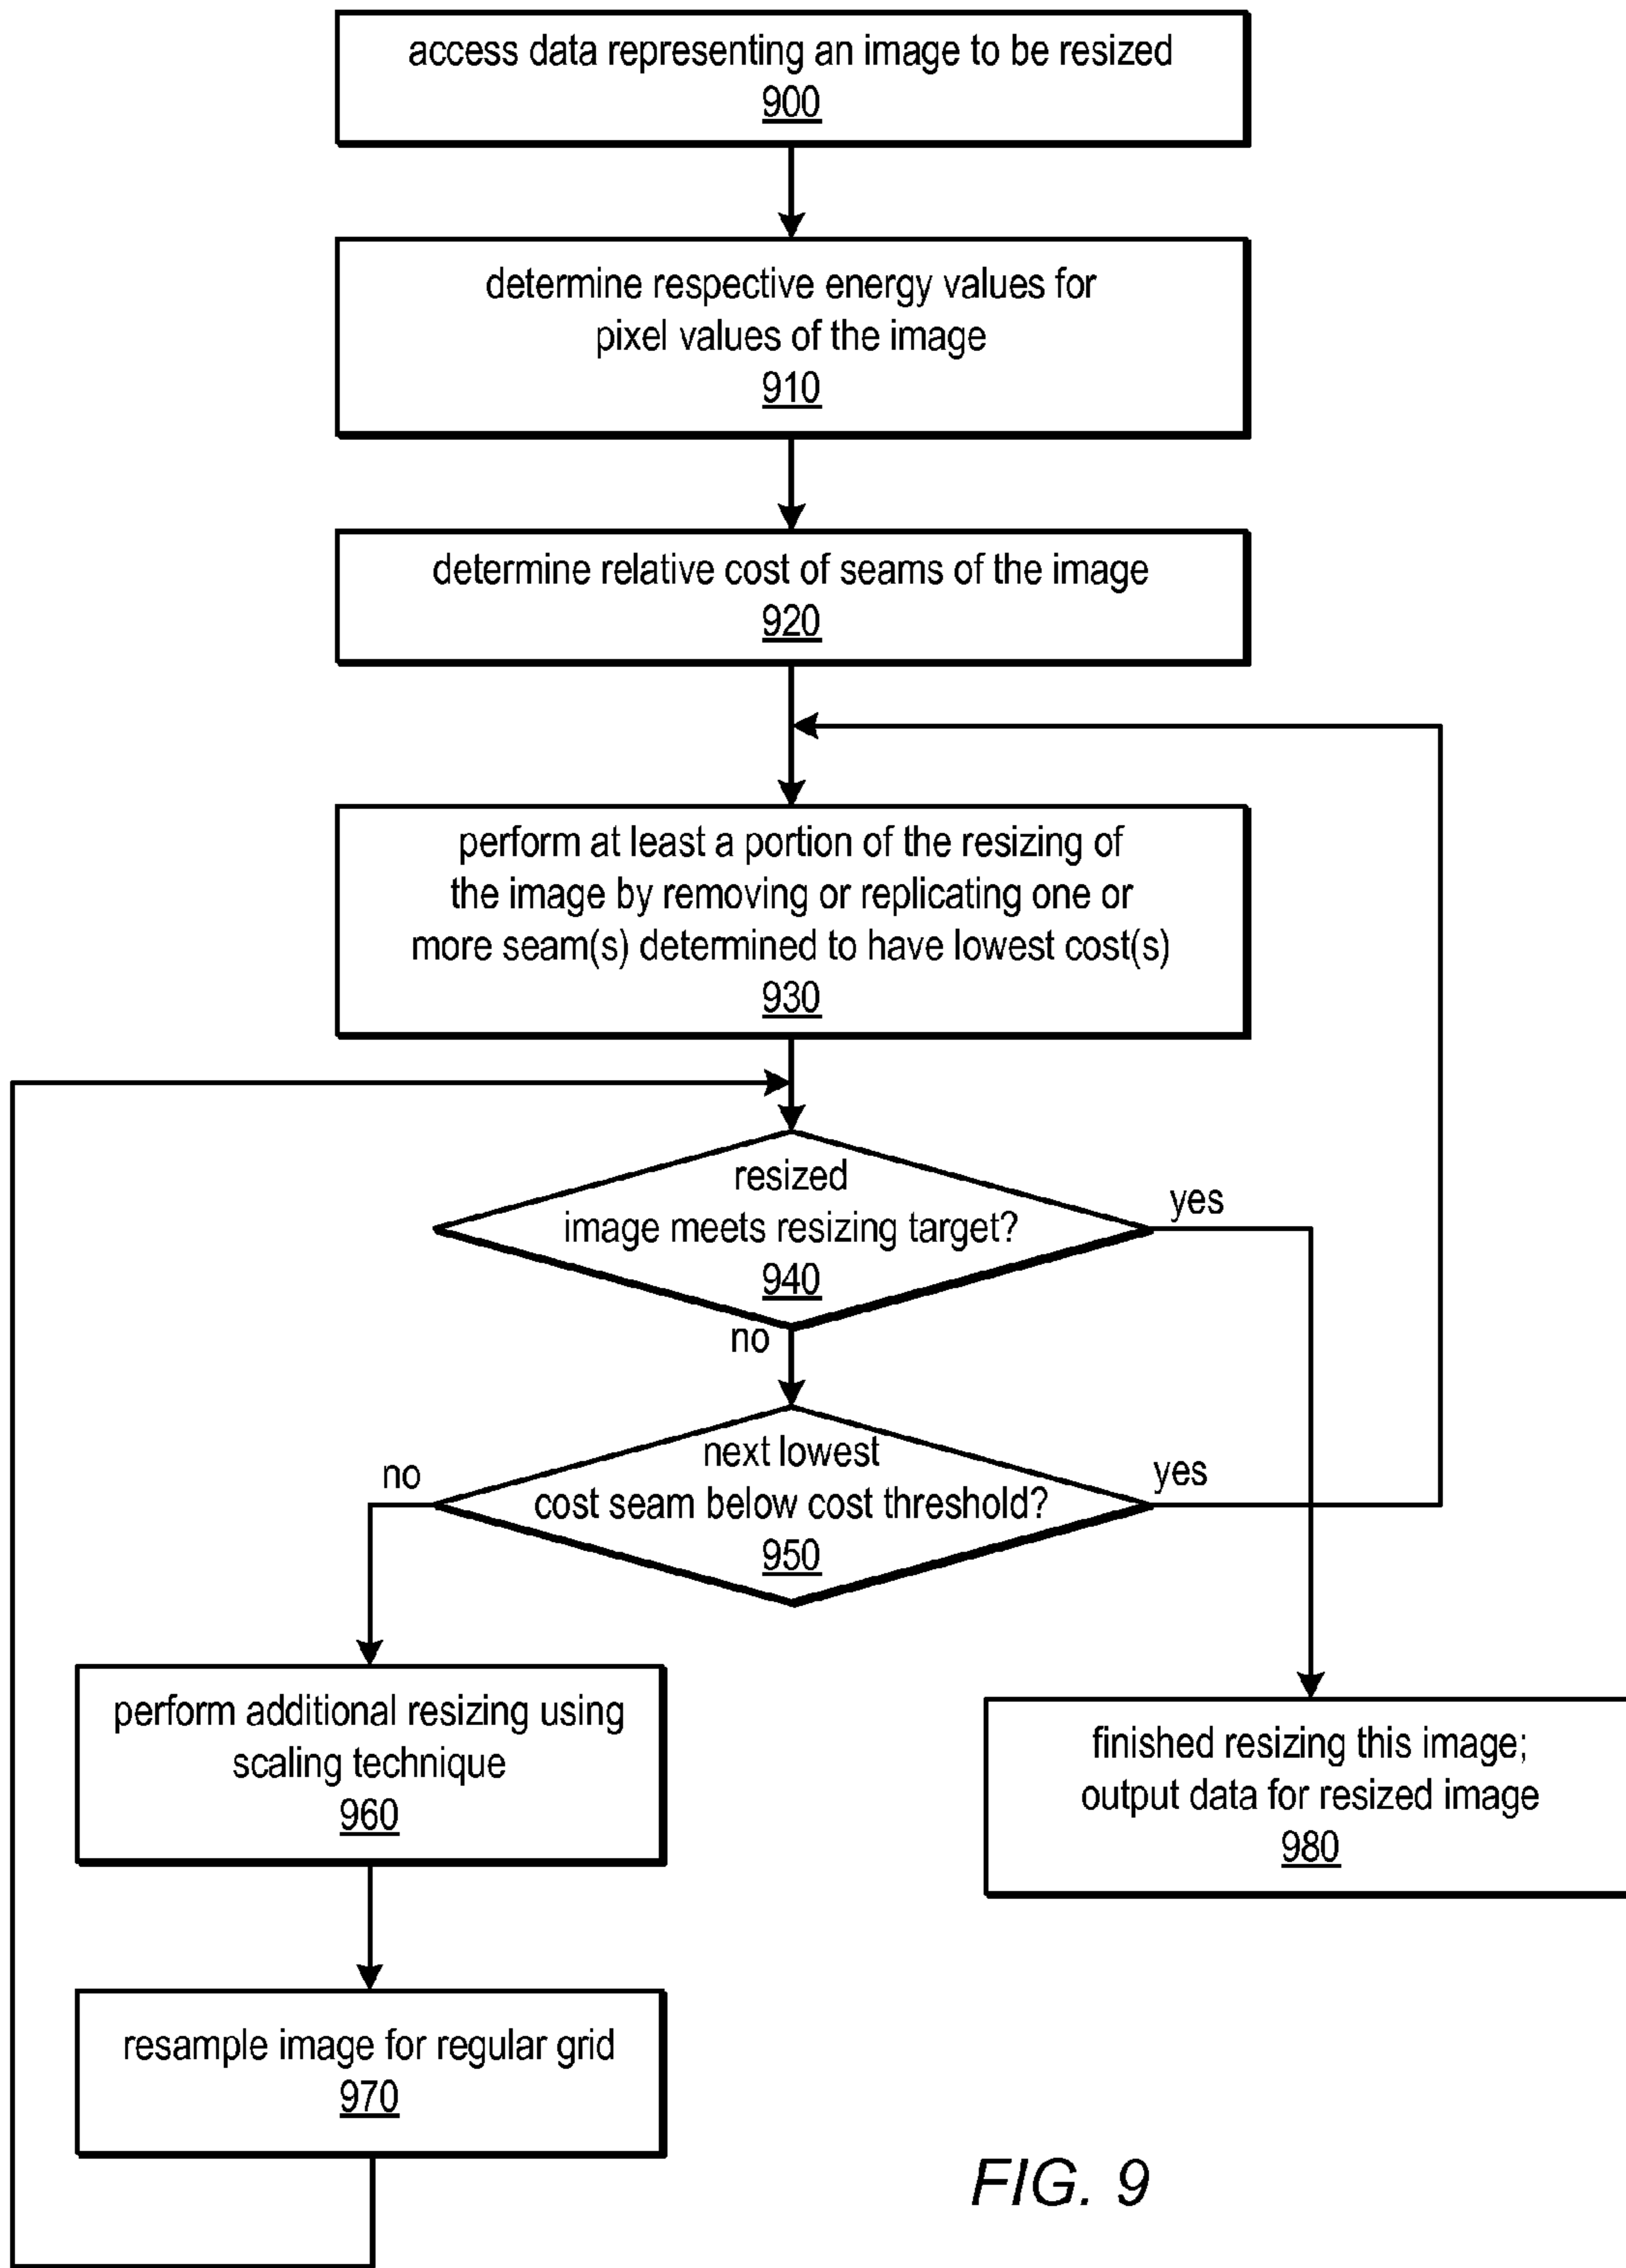 access data representing an image to be resized
900
determine respective energy values for
pixel values of the image
910
determine relative cost of seams of the image
920
perform at least a portion of the resizing of
the image by removing or replicating one or
more seam(s) determined to have lowest cost(s)
930
resized
image meets resizing target?
940
yes
no
next lowest
cost seam below cost threshold?
950
no
yes
perform additional resizing using
scaling technique
960
finished resizing this image;
output data for resized image
980
resample image for regular grid
970
FIG. 9